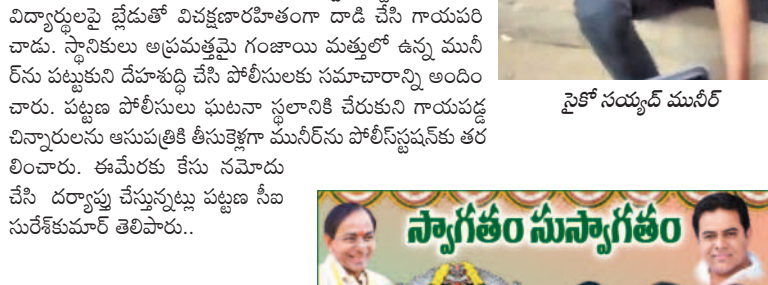 విద్యార్థులపై బ్లేడుతో విచక్షణారహితంగా దాడి చేసి గాయపరి
చాడు. స్థానికులు అప్రమత్తమై గంజాయి మత్తులో ఉన్న మునీ
ర్‌ను పట్టుకుని దేహశుద్ధి చేసి పోలీసులకు సమాచారాన్ని అందిం
చారు. పట్టణ పోలీసులు ఘటనా స్థలానికి చేరుకుని గాయపడ్డ
చిన్నారులను ఆసుపత్రికి తీసుకెళ్లగా మునీర్‌ను పోలీస్‌స్టషన్‌కు తర
లించారు. ఈమేరకు కేసు నమోదు
చేసి దర్యాప్తు చేస్తున్నట్లు పట్టణ సీఐ
సురేశ్‌కుమార్ తెలిపారు..
సైకో సయ్యద్ మునీర్
స్వాగతం సుస్వాగతం